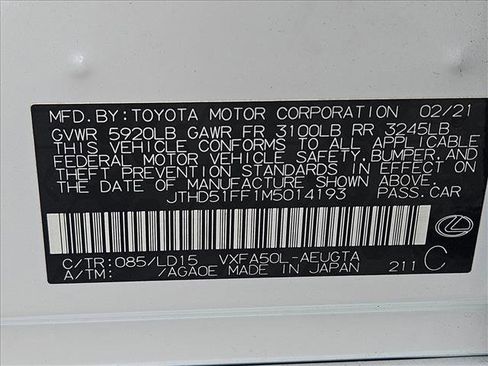 MFD.BY:TOYOTA MOTOR CORPORATION 02/21
GVWR 5920LB GAWR FR 3100LB RR 3245LB
THIS VEHICLE CONFORMS TO ALL APPLICABLE
FEDERAL MOTOR VEHICLE SAFETY,BUMPER,AND
THEFT PREVENTION STANDARDS IN EFFECT ON
THE DATE OF MANUFACTURE SHOWN ABOVE.
JTHD51FF1M5014193 PASS.CAR
C/TR:085/LD15 VXFA50L-AEUGTA
A/TM: /AGA0E MADE IN JAPAN 211 C